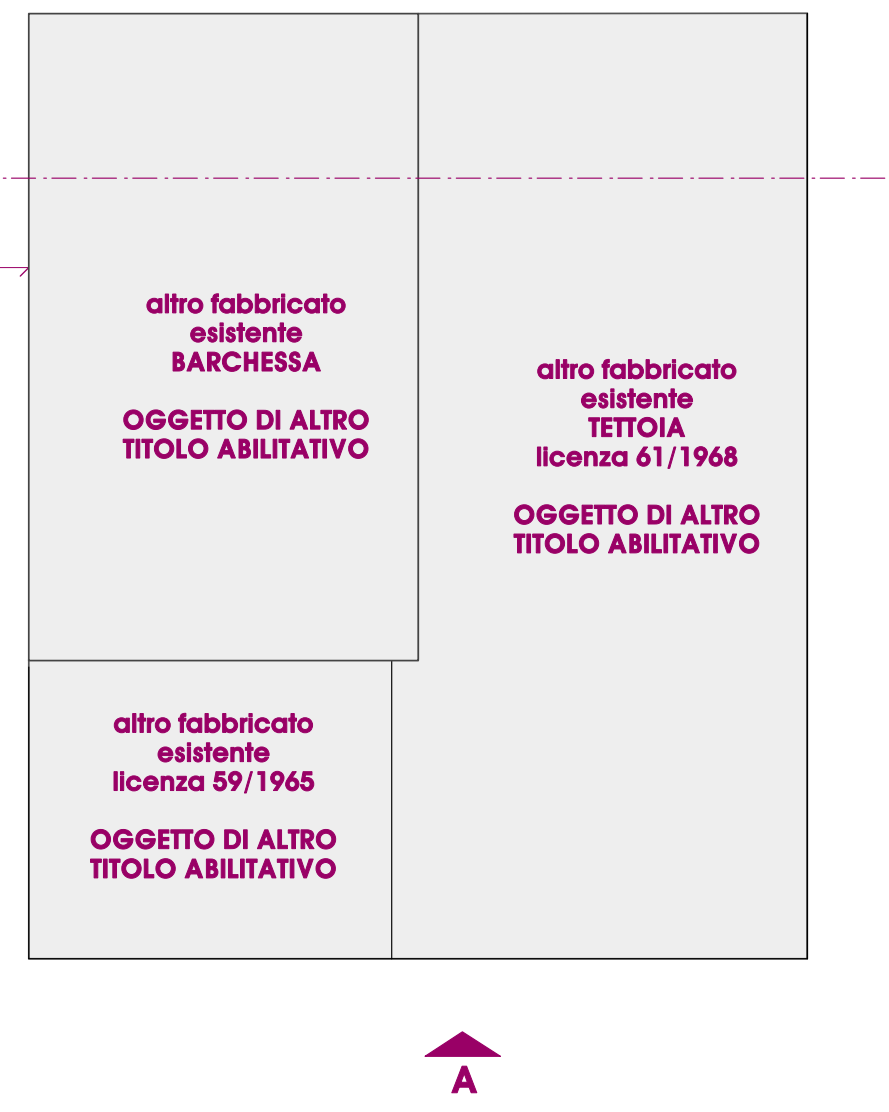 altro fabbricato
esistente
BARCHESSA
OGGETTO DI ALTRO
TITOLO ABILITATIVO
altro fabbricato
esistente
TETTOIA
licenza 61/1968
OGGETTO DI ALTRO
TITOLO ABILITATIVO
altro fabbricato
esistente
licenza 59/1965
OGGETTO DI ALTRO
TITOLO ABILITATIVO
A